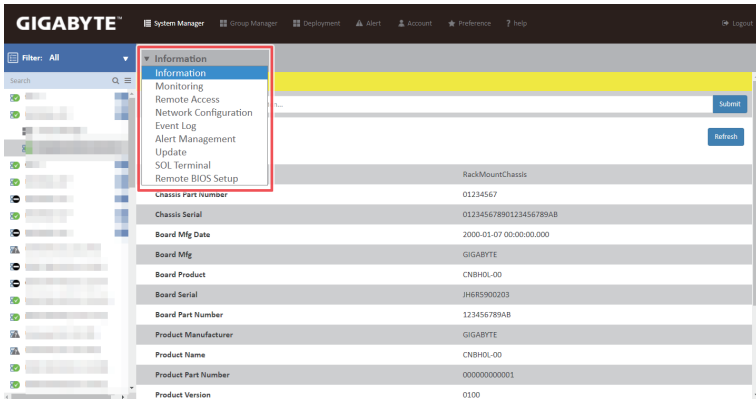 GIGABYTE™ System Manager Group Manager Deployment Alert Account Preference ? help Logout
Filter: All
Information
Search
Information
Monitoring
Remote Access
Network Configuration
Event Log
Alert Management
Update
SOL Terminal
Remote BIOS Setup
Submit
Refresh
RackMountChassis
Chassis Part Number 01234567
Chassis Serial 01234567890123456789AB
Board Mfg Date 2000-01-07 00:00:00.000
Board Mfg GIGABYTE
Board Product CNBH0L-00
Board Serial JH6R5900203
Board Part Number 123456789AB
Product Manufacturer GIGABYTE
Product Name CNBH0L-00
Product Part Number 000000000001
Product Version 0100